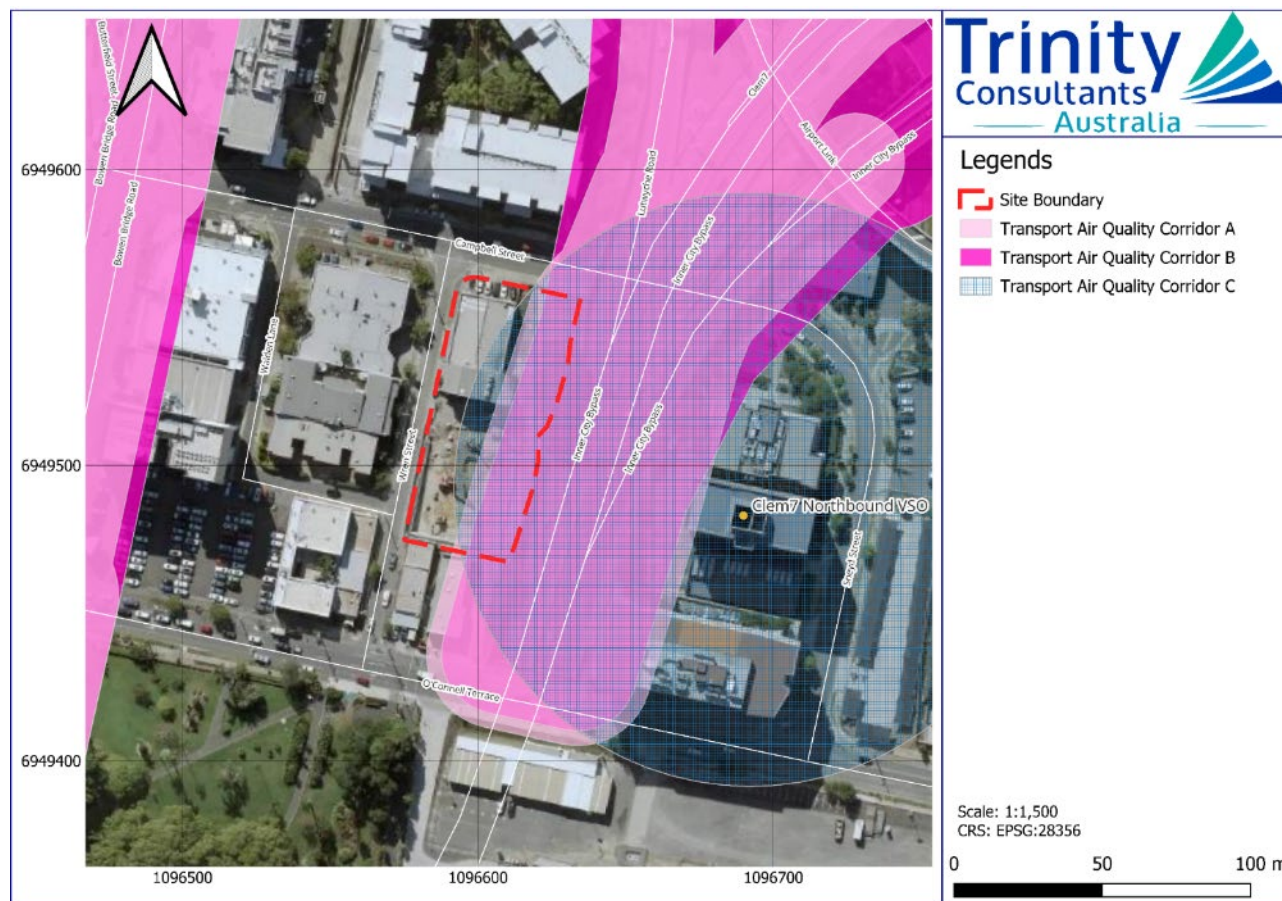 Trinity
Consultants
Australia
Legends
Site Boundary
Transport Air Quality Corridor A
Transport Air Quality Corridor B
Transport Air Quality Corridor C
Scale: 1:1,500
CRS: EPSG:28356
0 50 100 m
6949600
6949500
6949400
1096500 1096600 1096700
Butterfield Street
Bowen Bridge Road
Bowen Bridge Road
Clem7
Airport Link
Inner City Bypass
Lutwyche Road
Inner City Bypass
Campbell Street
Walden Lane
Wren Street
Inner City Bypass
Inner City Bypass
Clem7 Northbound VSO
Sneyd Street
O'Connell Terrace